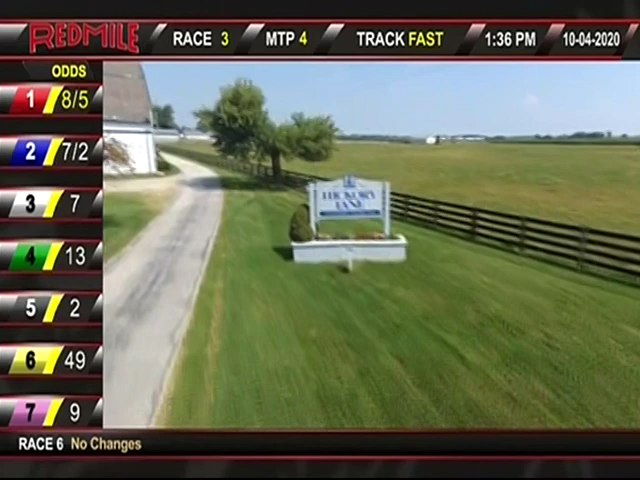 REDMILE RACE 3 MTP 4 TRACK FAST 1:36 PM 10-04-2020
ODDS
1 8/5
2 7/2
3 7
4 13
5 2
6 49
7 9
HICKORY
LANE
RACE 6 No Changes